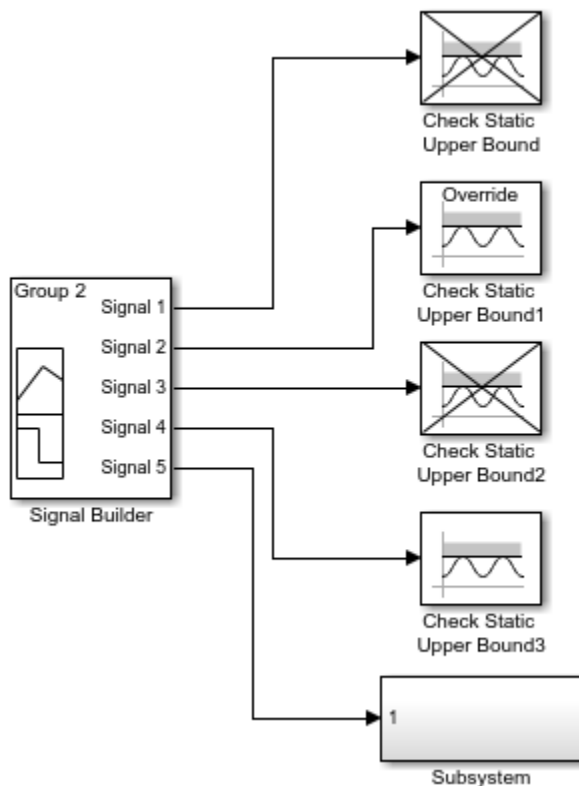 Check Static
Upper Bound
Override
Check Static
Upper Bound1
Group 2
Signal 1
Signal 2
Signal 3
Signal 4
Signal 5
Signal Builder
Check Static
Upper Bound2
Check Static
Upper Bound3
1
Subsystem